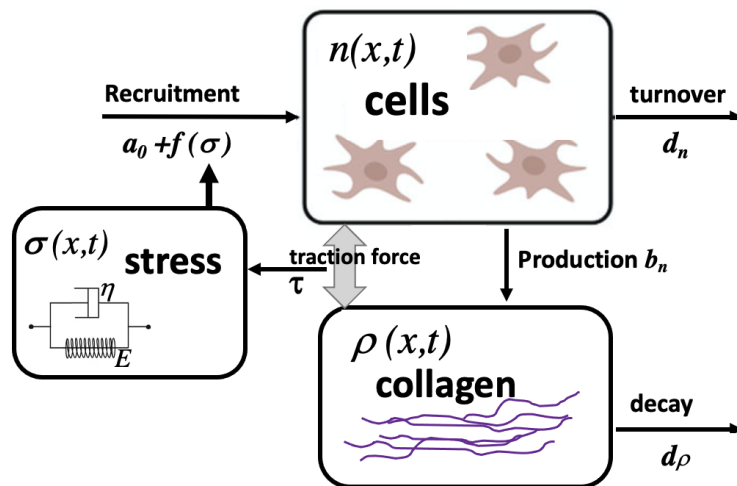 n(x,t)
cells
Recruitment
a₀ + f(σ)
turnover
dₙ
σ(x,t)
stress
η
E
traction force
τ
Production bₙ
ρ(x,t)
collagen
decay
dρ